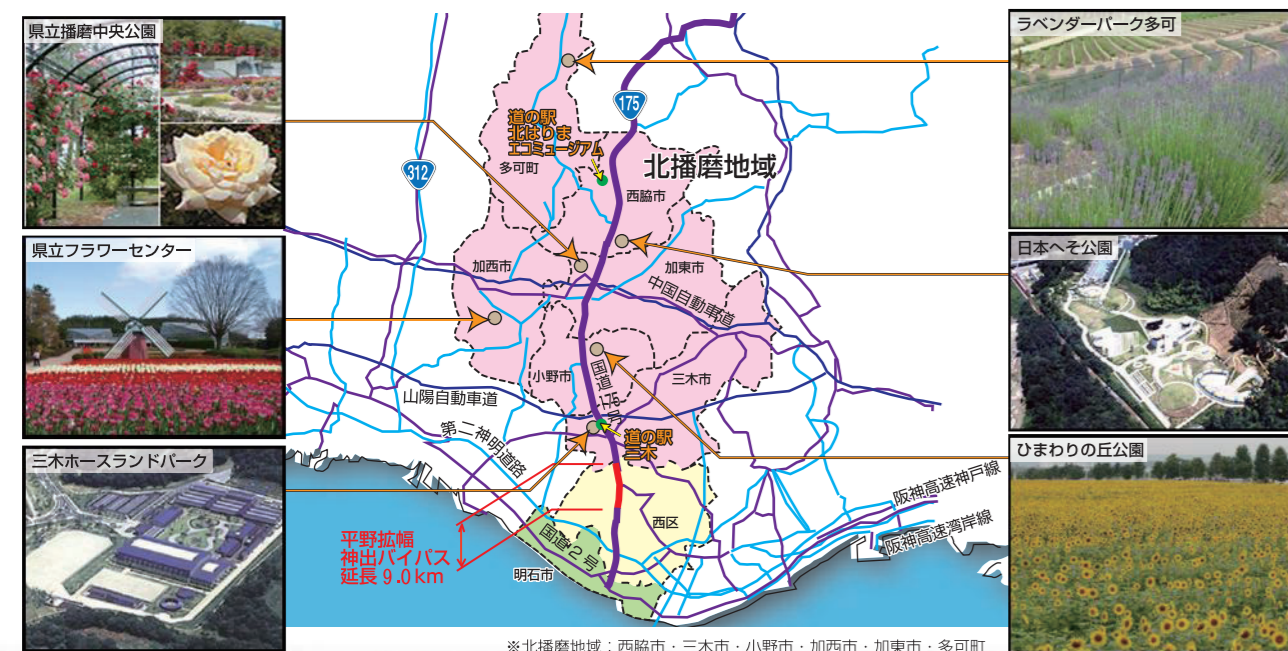 県立播磨中央公園
県立フラワーセンター
三木ホースランドパーク
312
175
道の駅
北はりま
エコミュージアム
多可町
北播磨地域
西脇市
加西市
加東市
中国自動車道
小野市
国道175号
三木市
山陽自動車道
道の駅
三木
第二神明道路
阪神高速神戸線
阪神高速湾岸線
西区
国道2号
明石市
平野拡幅
神出バイパス
延長9.0km
※北播磨地域：西脇市・三木市・小野市・加西市・加東市・多可町
ラベンダーパーク多可
日本へそ公園
ひまわりの丘公園